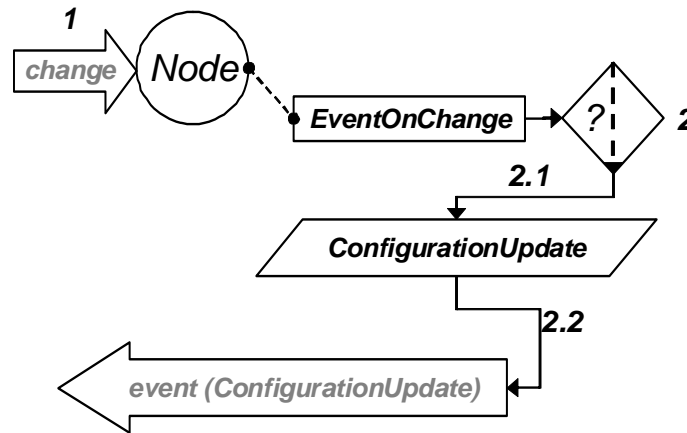 1
change
Node
EventOnChange
?
2
2.1
ConfigurationUpdate
2.2
event (ConfigurationUpdate)